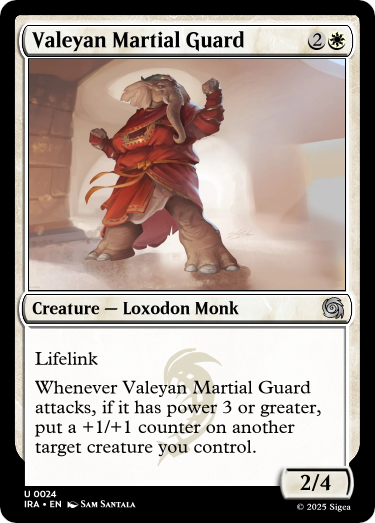 Valeyan Martial Guard 2
Creature — Loxodon Monk
Lifelink
Whenever Valeyan Martial Guard
attacks, if it has power 3 or greater,
put a +1/+1 counter on another
target creature you control.
2/4
U 0024
IRA • EN Sam Santala
© 2025 Sigea